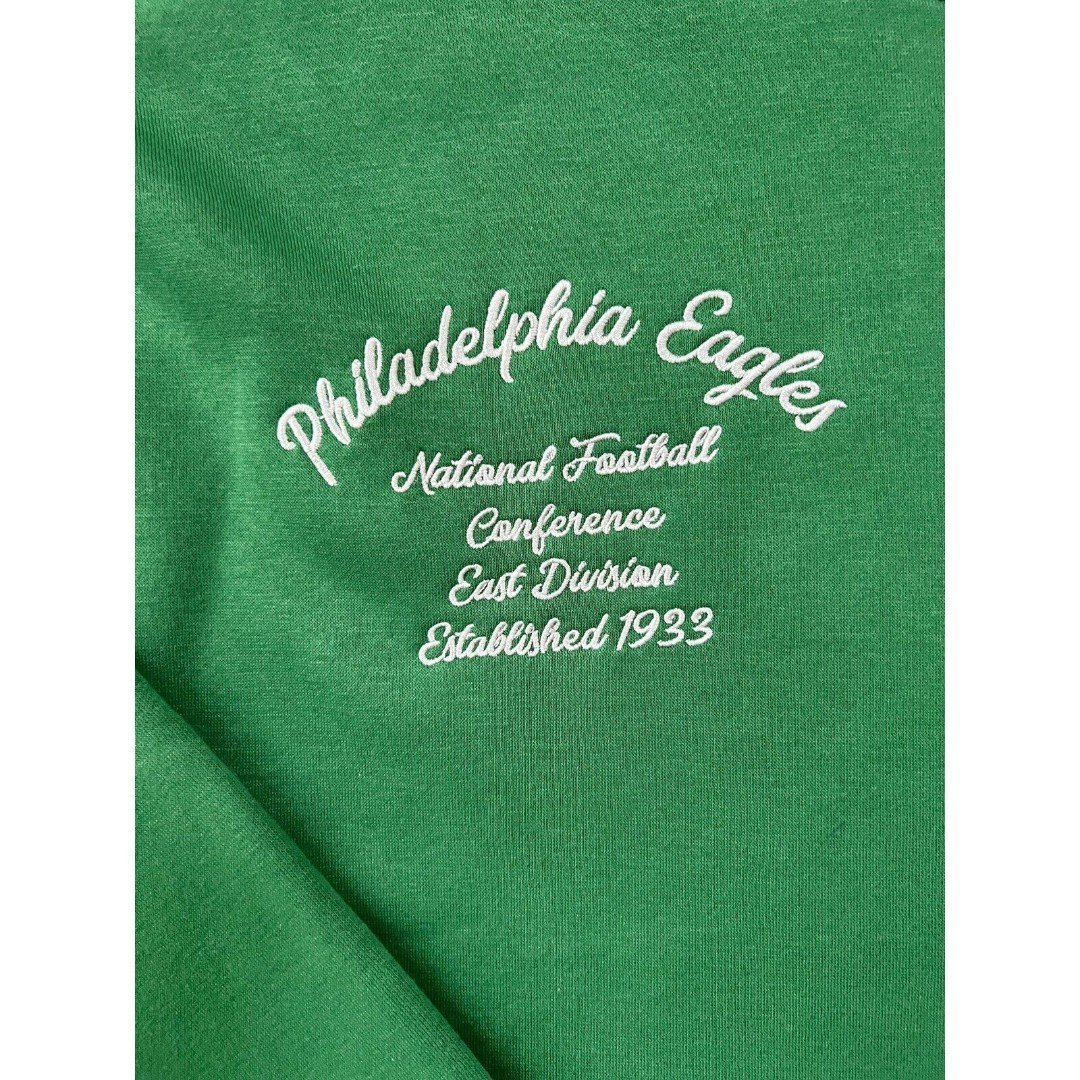 Philadelphia Eagles
National Football
Conference
East Division
Established 1933